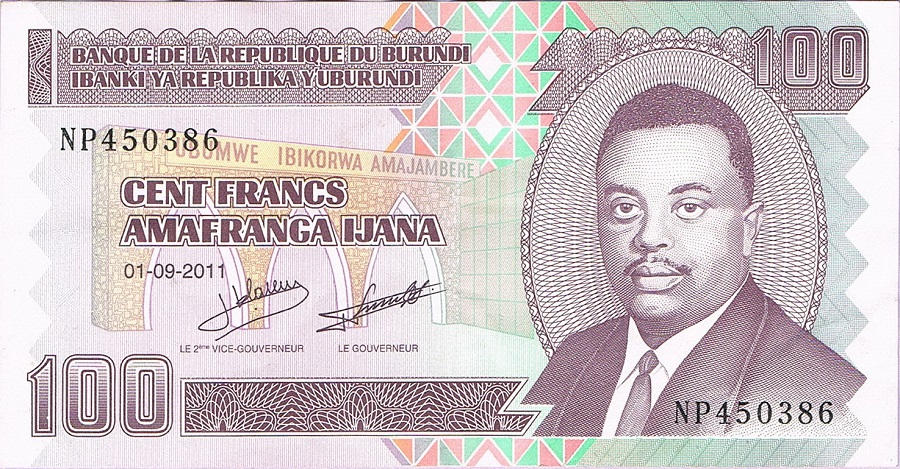 BANQUE DE LA REPUBLIQUE DU BURUNDI
IBANKI YA REPUBLIKA Y'UBURUNDI
100
NP450386
UBUMWE IBIKORWA AMAJAMBERE
CENT FRANCS
AMAFRANGA IJANA
01-09-2011
LE 2ème VICE-GOUVERNEUR
LE GOUVERNEUR
100
NP450386